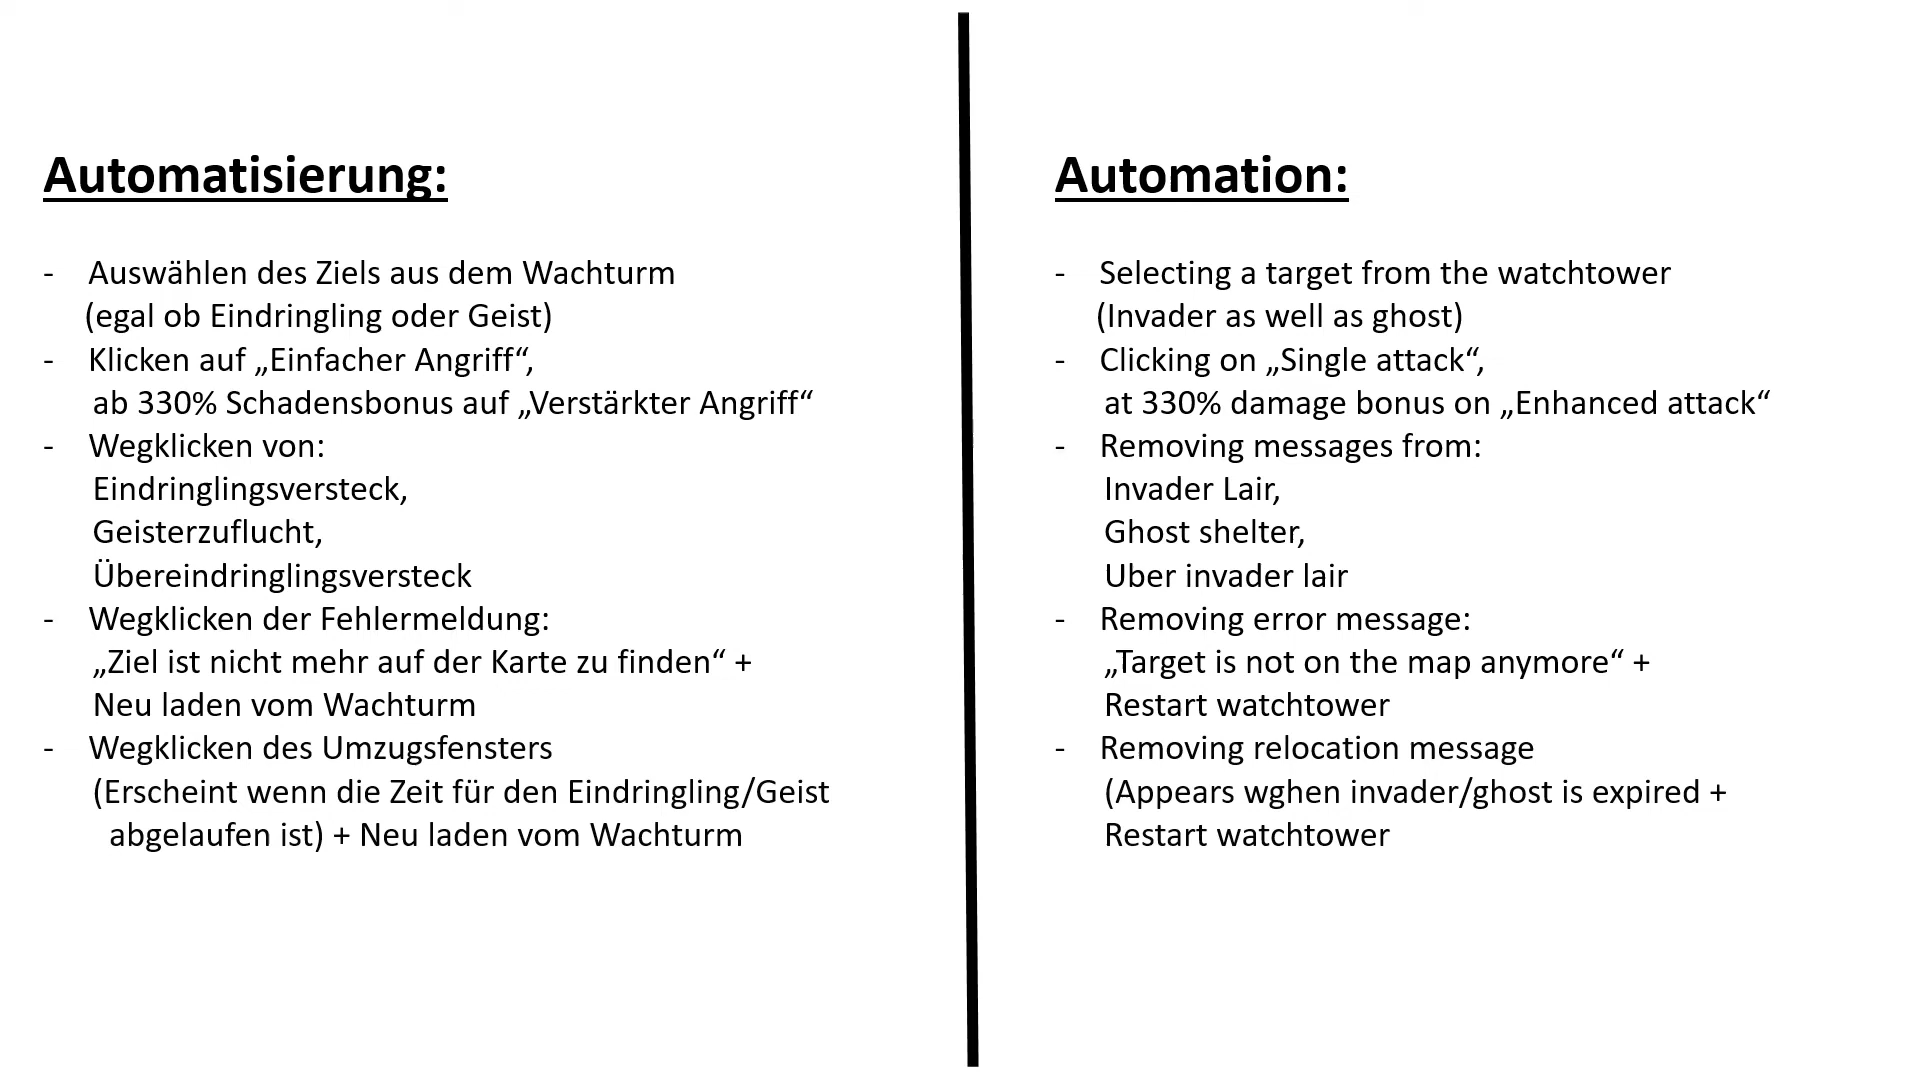 Automatisierung:
- Auswählen des Ziels aus dem Wachturm
(egal ob Eindringling oder Geist)
- Klicken auf „Einfacher Angriff“,
ab 330% Schadensbonus auf „Verstärkter Angriff“
- Wegklicken von:
Eindringlingsversteck,
Geisterzuflucht,
Übereindringlingsversteck
- Wegklicken der Fehlermeldung:
„Ziel ist nicht mehr auf der Karte zu finden“ +
Neu laden vom Wachturm
- Wegklicken des Umzugsfensters
(Erscheint wenn die Zeit für den Eindringling/Geist
abgelaufen ist) + Neu laden vom Wachturm
Automation:
- Selecting a target from the watchtower
(Invader as well as ghost)
- Clicking on „Single attack“,
at 330% damage bonus on „Enhanced attack“
- Removing messages from:
Invader Lair,
Ghost shelter,
Uber invader lair
- Removing error message:
„Target is not on the map anymore“ +
Restart watchtower
- Removing relocation message
(Appears wghen invader/ghost is expired +
Restart watchtower